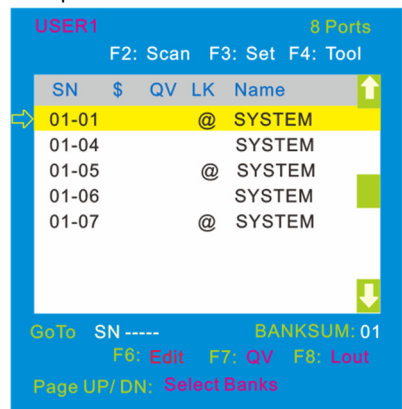 USER1 8 Ports
F2: Scan F3: Set F4: Tool
SN $ QV LK Name
01-01 @ SYSTEM
01-04 SYSTEM
01-05 @ SYSTEM
01-06 SYSTEM
01-07 @ SYSTEM
GoTo SN ----- BANKSUM: 01
F6: Edit F7: QV F8: Lout
Page UP/ DN: Select Banks